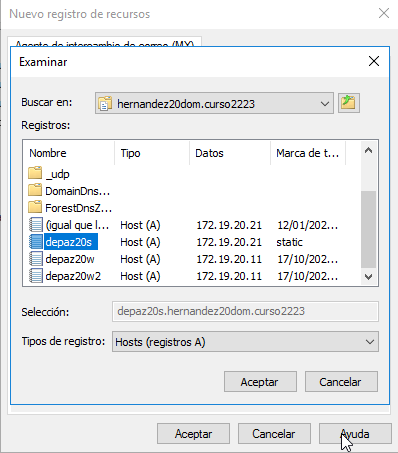 Nuevo registro de recursos
Agente de intercambio de correo (MX)
Examinar
Buscar en: hernandez20dom.curso2223
Registros:
Nombre Tipo Datos Marca de t...
_udp
DomainDns...
ForestDnsZ...
(igual que l... Host (A) 172.19.20.21 12/01/202...
depaz20s Host (A) 172.19.20.21 static
depaz20w Host (A) 172.19.20.11 17/10/202...
depaz20w2 Host (A) 172.19.20.11 17/10/202...
Selección: depaz20s.hernandez20dom.curso2223
Tipos de registro: Hosts (registros A)
Aceptar Cancelar
Aceptar Cancelar Ayuda